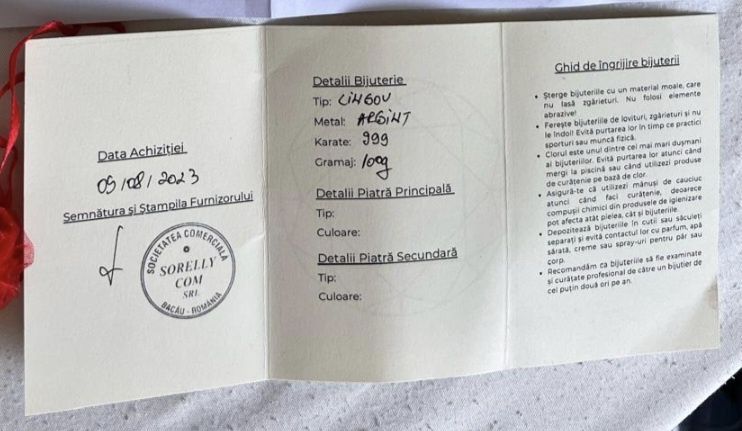 Data Achiziției
09/08/2023
Semnătura și Ștampila Furnizorului
SOCIETATEA COMERCIALĂ
SORELLY
COM
SRL
BACĂU - ROMÂNIA
Detalii Bijuterie
Tip: LINGOU
Metal: ARGINT
Karate: 999
Gramaj: 100g
Detalii Piatră Principală
Tip:
Culoare:
Detalii Piatră Secundară
Tip:
Culoare:
Ghid de îngrijire bijuterii
• Șterge bijuteriile cu un material moale, care
nu lasă zgârieturi. Nu folosi elemente
abrazive!
• Ferește bijuteriile de lovituri, zgârieturi și nu
le îndoi! Evită purtarea lor în timp ce practici
sporturi sau muncă fizică.
• Clorul este unul dintre cei mai mari dușmani
ai bijuteriilor. Evită purtarea lor atunci când
mergi la piscină sau când utilizezi produse
de curățenie pe bază de clor.
• Asigură-te că utilizezi mănuși de cauciuc
atunci când faci curățenie, deoarece
compușii chimici din produsele de igienizare
pot afecta atât pielea, cât și bijuteriile.
• Depozitează bijuteriile în cutii sau săculeți
separați și evită contactul lor cu parfum, apă
sărată, creme sau spray-uri pentru păr sau
corp.
• Recomandăm ca bijuteriile să fie examinate
și curățate profesional de către un bijutier de
cel puțin două ori pe an.